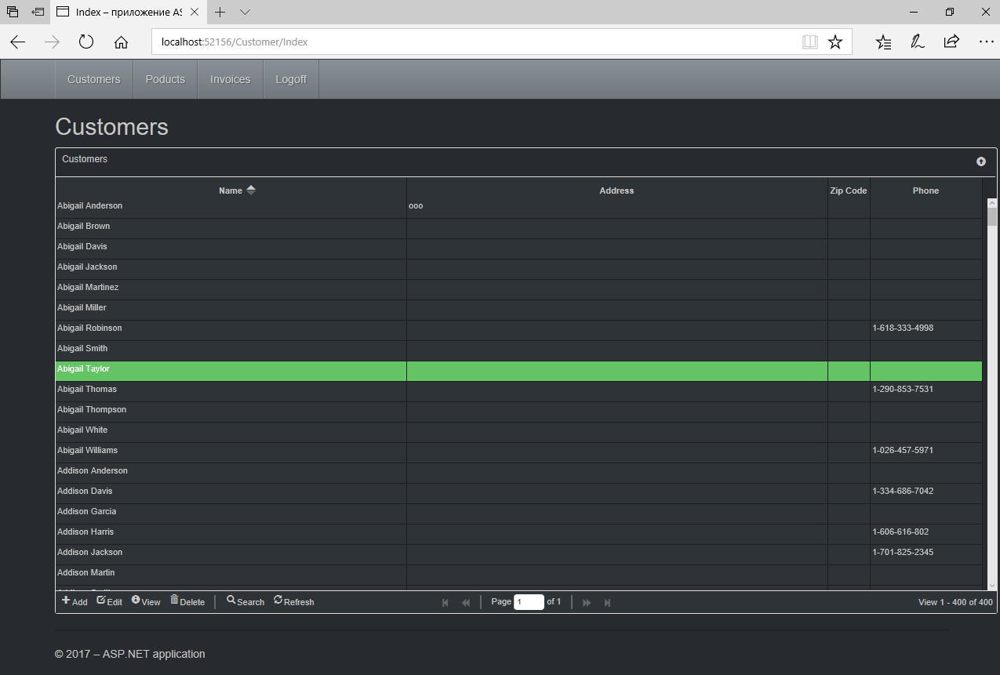 Index – приложение AS
localhost:52156/Customer/Index
Customers Poducts Invoices Logoff
Customers
Customers
Name Address Zip Code Phone
Abigail Anderson ooo
Abigail Brown
Abigail Davis
Abigail Jackson
Abigail Martinez
Abigail Miller
Abigail Robinson 1-618-333-4998
Abigail Smith
Abigail Taylor
Abigail Thomas 1-290-853-7531
Abigail Thompson
Abigail White
Abigail Williams 1-026-457-5971
Addison Anderson
Addison Davis 1-334-686-7042
Addison Garcia
Addison Harris 1-606-616-802
Addison Jackson 1-701-825-2345
Addison Martin
Add Edit View Delete Search Refresh Page 1 of 1 View 1 - 400 of 400
© 2017 – ASP.NET application